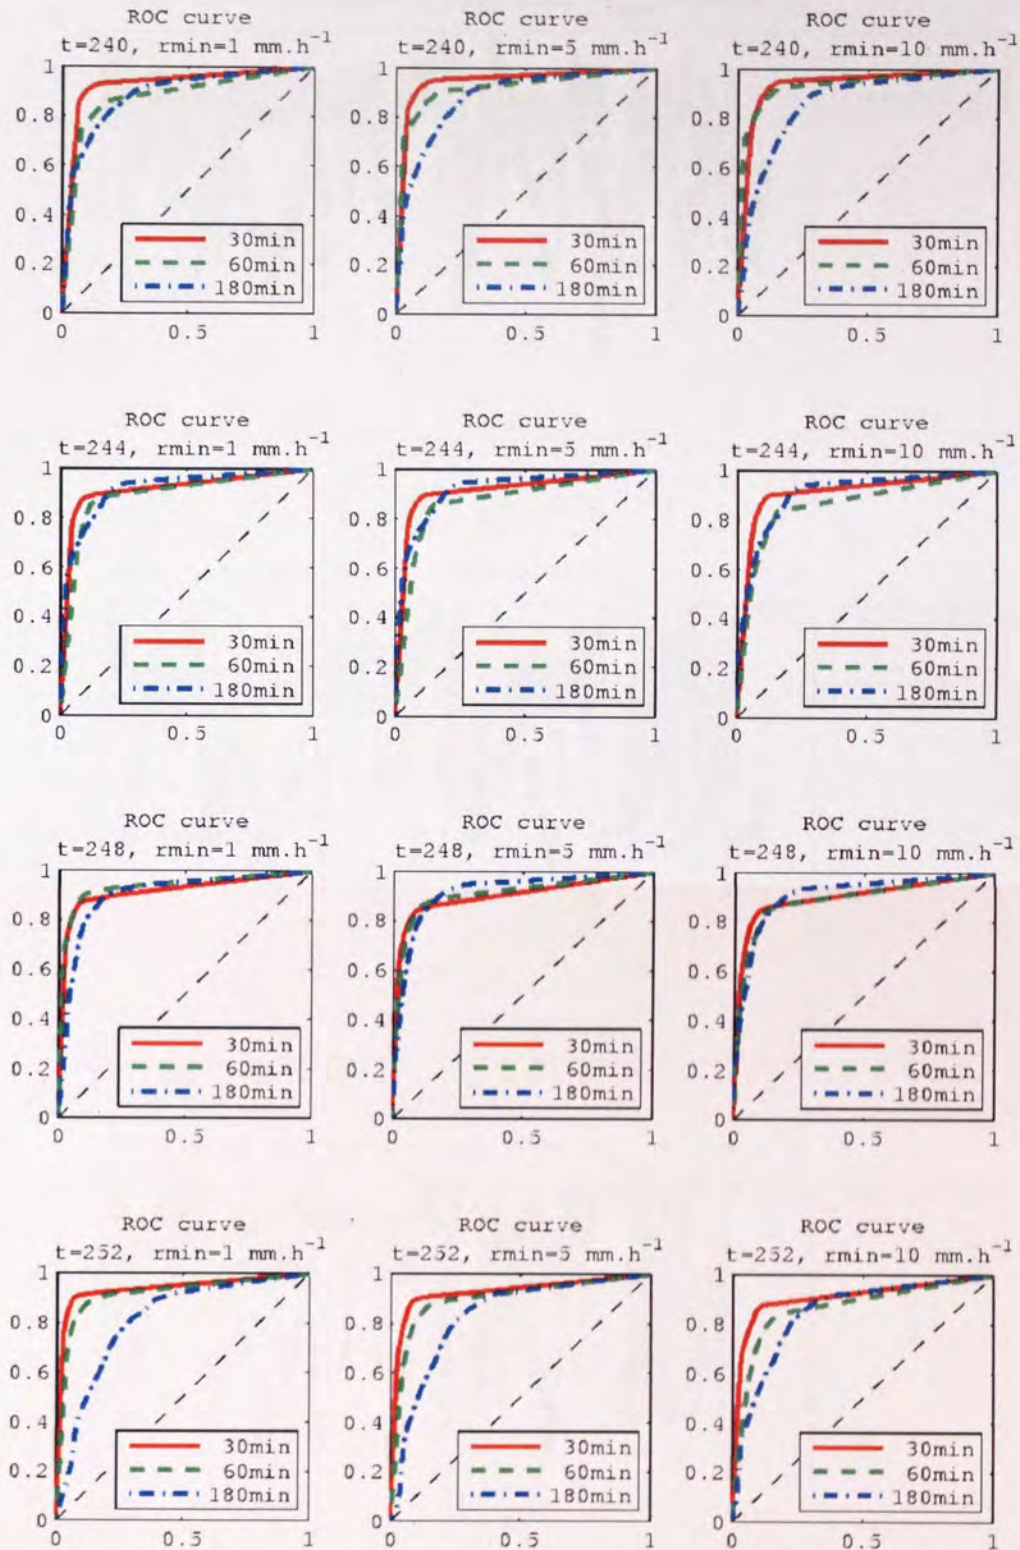 ROC curve
t=240, rmin=1 mm.h⁻¹
1
0.8
0.6
0.4
0.2
0
0
0.5
1
30min
60min
180min
ROC curve
t=240, rmin=5 mm.h⁻¹
1
0.8
0.6
0.4
0.2
0
0
0.5
1
30min
60min
180min
ROC curve
t=240, rmin=10 mm.h⁻¹
1
0.8
0.6
0.4
0.2
0
0
0.5
1
30min
60min
180min
ROC curve
t=244, rmin=1 mm.h⁻¹
1
0.8
0.6
0.4
0.2
0
0
0.5
1
30min
60min
180min
ROC curve
t=244, rmin=5 mm.h⁻¹
1
0.8
0.6
0.4
0.2
0
0
0.5
1
30min
60min
180min
ROC curve
t=244, rmin=10 mm.h⁻¹
1
0.8
0.6
0.4
0.2
0
0
0.5
1
30min
60min
180min
ROC curve
t=248, rmin=1 mm.h⁻¹
1
0.8
0.6
0.4
0.2
0
0
0.5
1
30min
60min
180min
ROC curve
t=248, rmin=5 mm.h⁻¹
1
0.8
0.6
0.4
0.2
0
0
0.5
1
30min
60min
180min
ROC curve
t=248, rmin=10 mm.h⁻¹
1
0.8
0.6
0.4
0.2
0
0
0.5
1
30min
60min
180min
ROC curve
t=252, rmin=1 mm.h⁻¹
1
0.8
0.6
0.4
0.2
0
0
0.5
1
30min
60min
180min
ROC curve
t=252, rmin=5 mm.h⁻¹
1
0.8
0.6
0.4
0.2
0
0
0.5
1
30min
60min
180min
ROC curve
t=252, rmin=10 mm.h⁻¹
1
0.8
0.6
0.4
0.2
0
0
0.5
1
30min
60min
180min